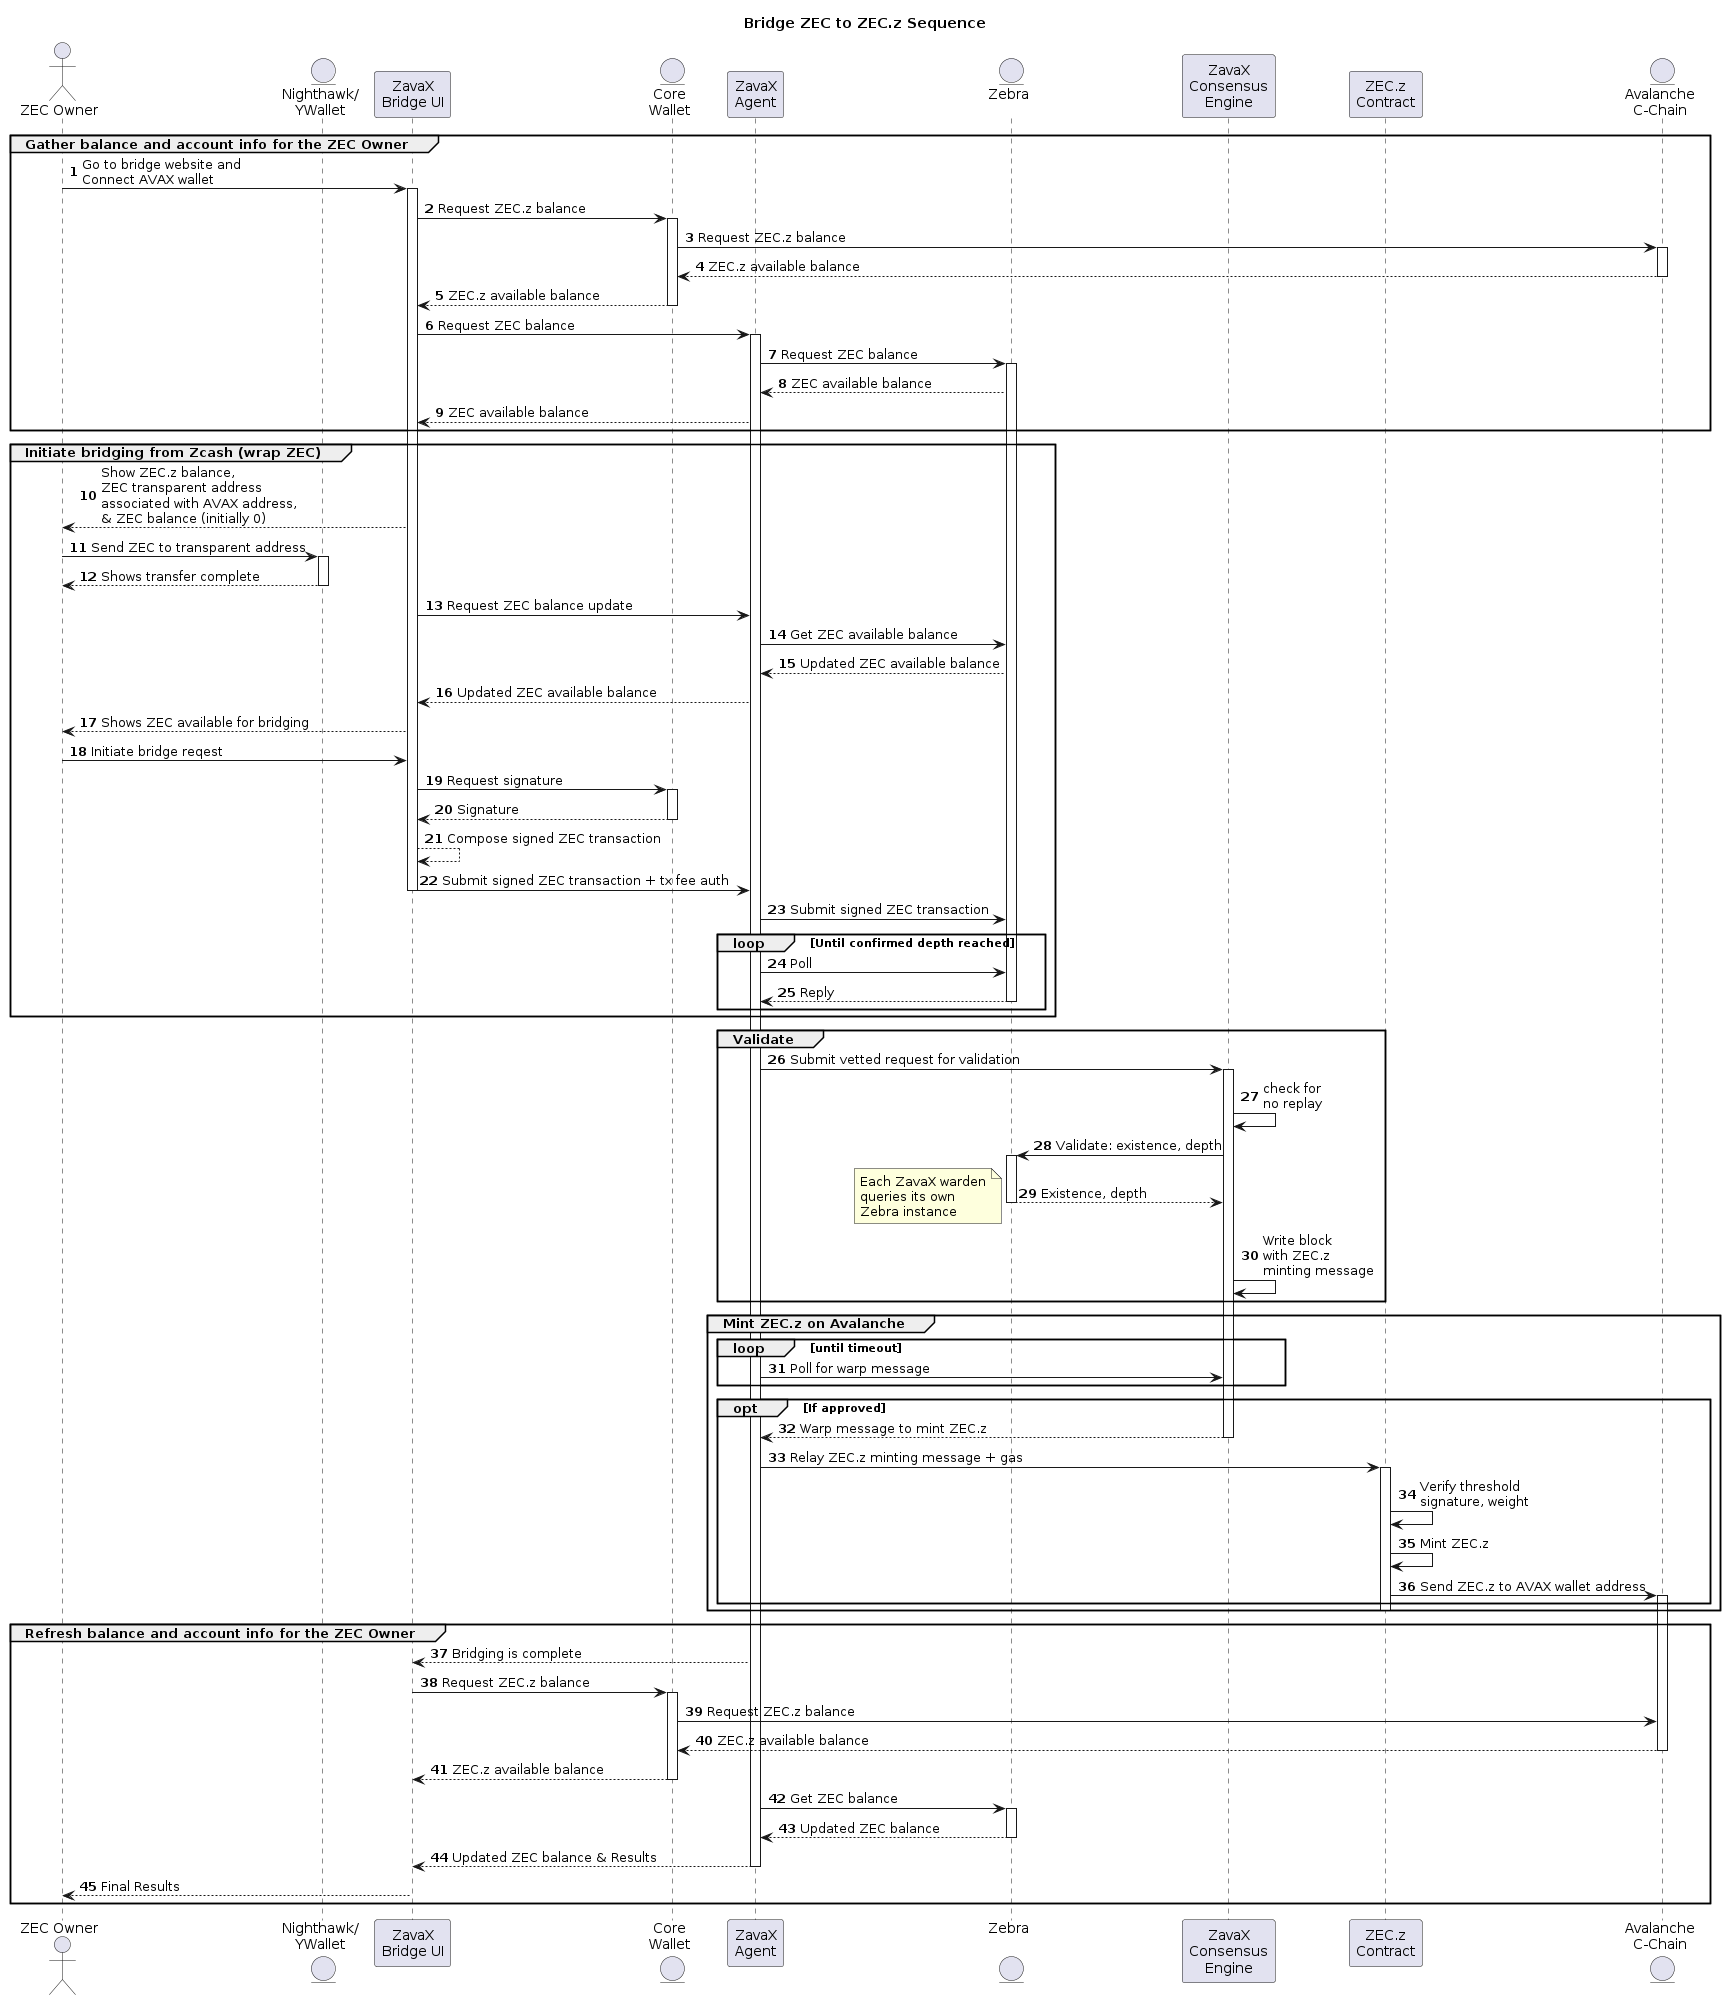 Bridge ZEC to ZEC.z Sequence
ZEC Owner
Nighthawk/
YWallet
ZavaX
Bridge UI
Core
Wallet
ZavaX
Agent
Zebra
ZavaX
Consensus
Engine
ZEC.z
Contract
Avalanche
C-Chain
Gather balance and account info for the ZEC Owner
1 Go to bridge website and
Connect AVAX wallet
2 Request ZEC.z balance
3 Request ZEC.z balance
4 ZEC.z available balance
5 ZEC.z available balance
6 Request ZEC balance
7 Request ZEC balance
8 ZEC available balance
9 ZEC available balance
Initiate bridging from Zcash (wrap ZEC)
10 Show ZEC.z balance,
ZEC transparent address
associated with AVAX address,
& ZEC balance (initially 0)
11 Send ZEC to transparent address
12 Shows transfer complete
13 Request ZEC balance update
14 Get ZEC available balance
15 Updated ZEC available balance
16 Updated ZEC available balance
17 Shows ZEC available for bridging
18 Initiate bridge reqest
19 Request signature
20 Signature
21 Compose signed ZEC transaction
22 Submit signed ZEC transaction + tx fee auth
23 Submit signed ZEC transaction
loop [Until confirmed depth reached]
24 Poll
25 Reply
Validate
26 Submit vetted request for validation
27 check for
no replay
28 Validate: existence, depth
Each ZavaX warden
queries its own
Zebra instance
29 Existence, depth
30 Write block
with ZEC.z
minting message
Mint ZEC.z on Avalanche
loop [until timeout]
31 Poll for warp message
opt [If approved]
32 Warp message to mint ZEC.z
33 Relay ZEC.z minting message + gas
34 Verify threshold
signature, weight
35 Mint ZEC.z
36 Send ZEC.z to AVAX wallet address
Refresh balance and account info for the ZEC Owner
37 Bridging is complete
38 Request ZEC.z balance
39 Request ZEC.z balance
40 ZEC.z available balance
41 ZEC.z available balance
42 Get ZEC balance
43 Updated ZEC balance
44 Updated ZEC balance & Results
45 Final Results
ZEC Owner
Nighthawk/
YWallet
ZavaX
Bridge UI
Core
Wallet
ZavaX
Agent
Zebra
ZavaX
Consensus
Engine
ZEC.z
Contract
Avalanche
C-Chain